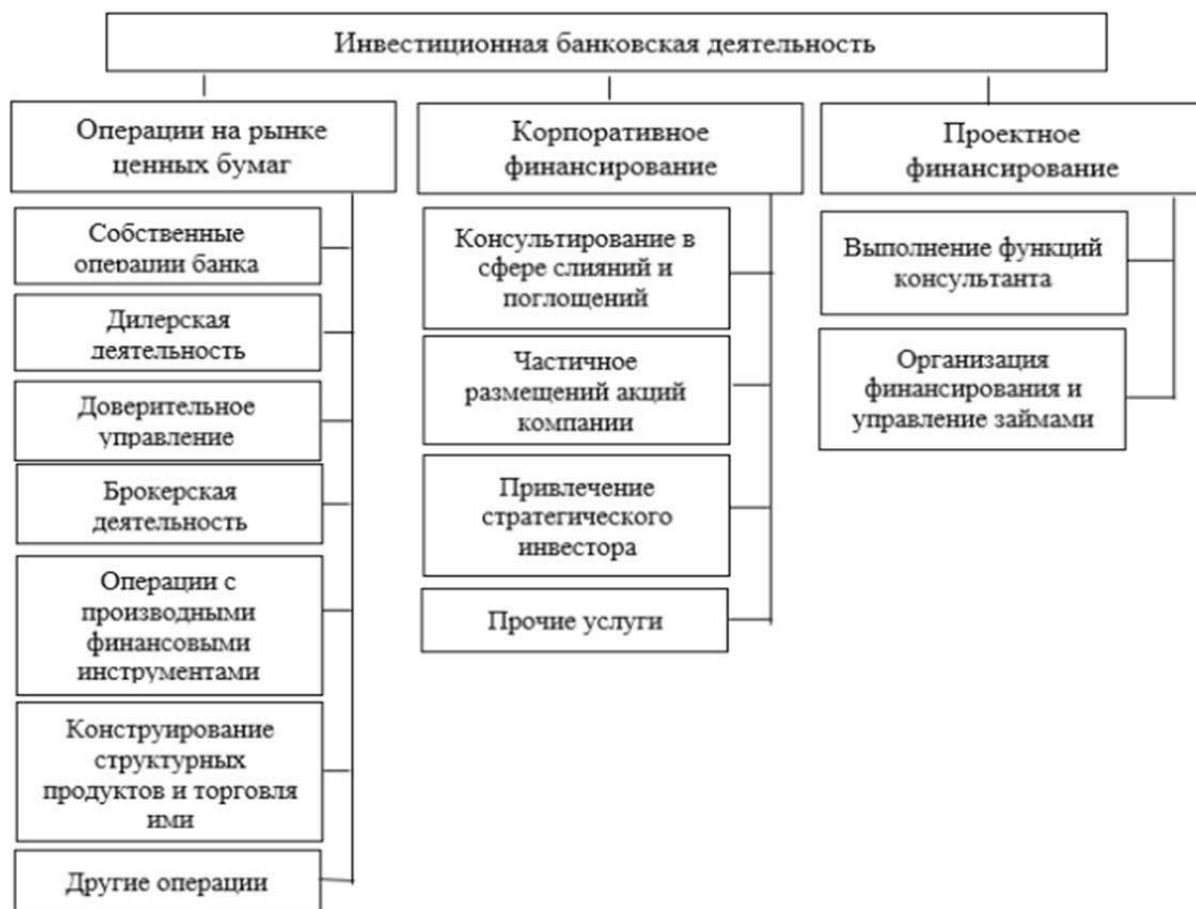 Инвестиционная банковская деятельность
Операции на рынке
ценных бумаг
Собственные
операции банка
Дилерская
деятельность
Доверительное
управление
Брокерская
деятельность
Операции с
производными
финансовыми
инструментами
Конструирование
структурных
продуктов и торговля
ими
Другие операции
Корпоративное
финансирование
Консультирование в
сфере слияний и
поглощений
Частичное
размещений акций
компании
Привлечение
стратегического
инвестора
Прочие услуги
Проектное
финансирование
Выполнение функций
консультанта
Организация
финансирования и
управление займами